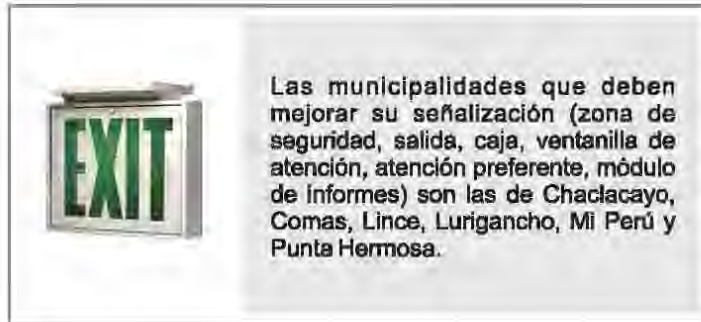 EXIT
Las municipalidades que deben
mejorar su señalización (zona de
seguridad, salida, caja, ventanilla de
atención, atención preferente, módulo
de informes) son las de Chaclacayo,
Comas, Lince, Lurigancho, Mi Perú y
Punta Hermosa.